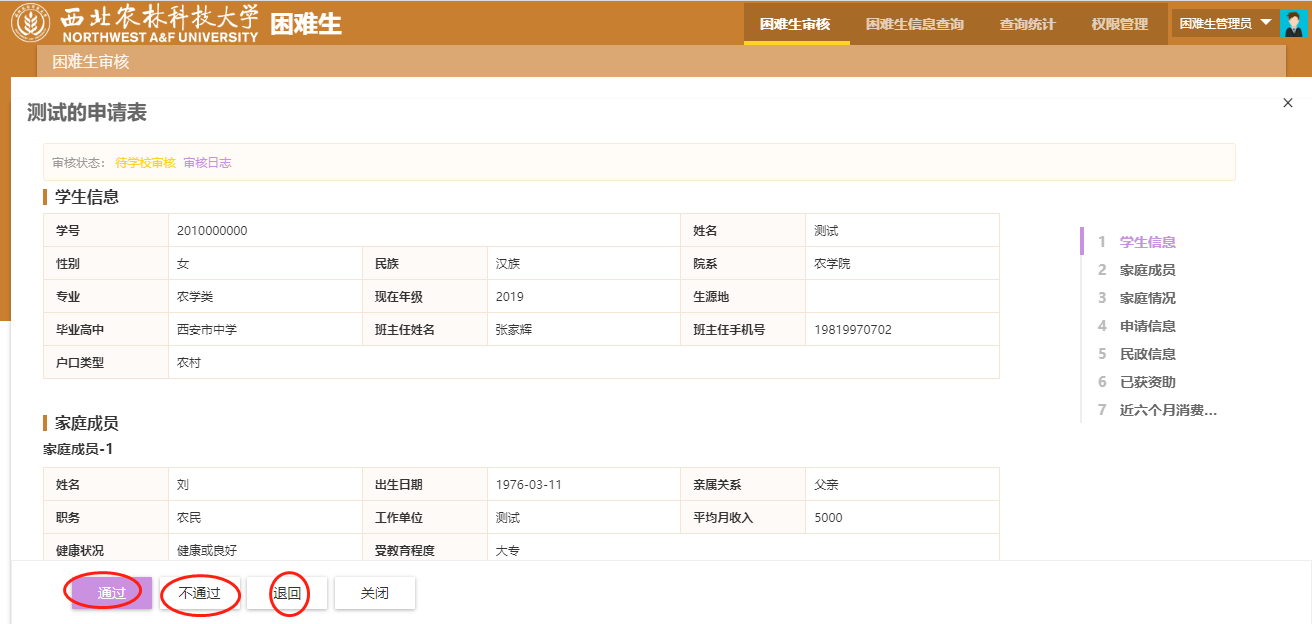 西北农林科技大学 困难生
NORTHWEST A&F UNIVERSITY
困难生审核 困难生信息查询 查询统计 权限管理 困难生管理员
困难生审核
测试的申请表 ×
审核状态： 待学校审核 审核日志
学生信息
学号 2010000000 姓名 测试
性别 女 民族 汉族 院系 农学院
专业 农学类 现在年级 2019 生源地
毕业高中 西安市中学 班主任姓名 张家辉 班主任手机号 19819970702
户口类型 农村
家庭成员
家庭成员-1
姓名 刘 出生日期 1976-03-11 亲属关系 父亲
职务 农民 工作单位 测试 平均月收入 5000
健康状况 健康或良好 受教育程度 大专
1 学生信息
2 家庭成员
3 家庭情况
4 申请信息
5 民政信息
6 已获资助
7 近六个月消费...
通过 不通过 退回 关闭